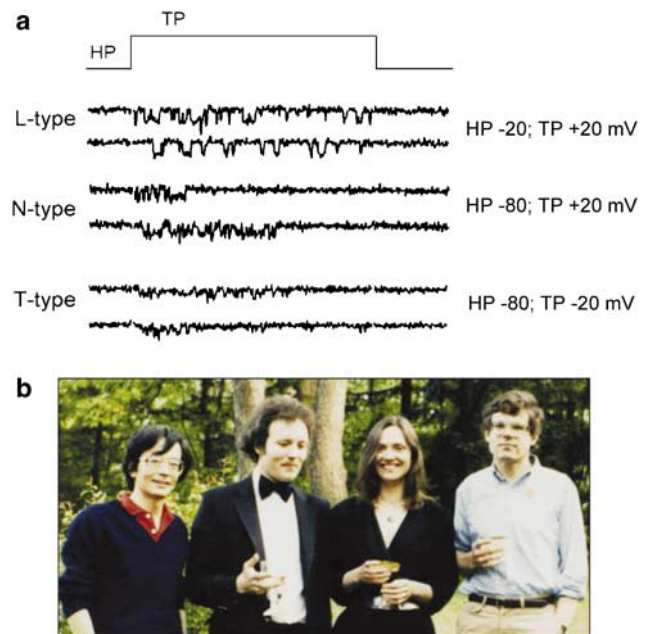 a
TP
HP
L-type
HP -20; TP +20 mV
N-type
HP -80; TP +20 mV
T-type
HP -80; TP -20 mV
b